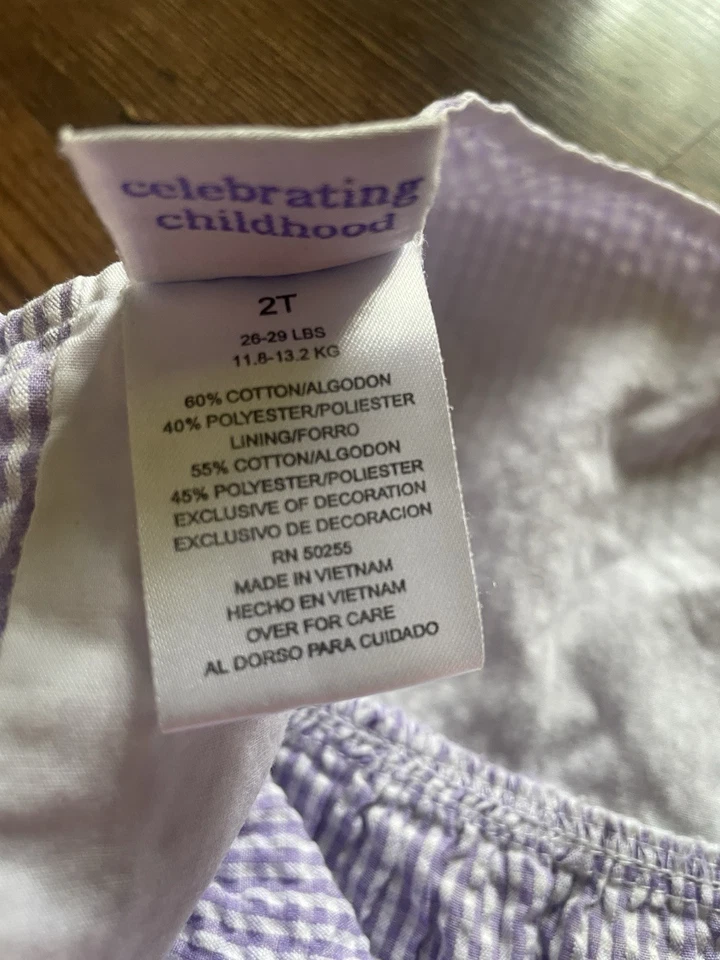 celebrating
childhood
2T
26-29 LBS
11.8-13.2 KG
60% COTTON/ALGODON
40% POLYESTER/POLIESTER
LINING/FORRO
55% COTTON/ALGODON
45% POLYESTER/POLIESTER
EXCLUSIVE OF DECORATION
EXCLUSIVO DE DECORACION
RN 50255
MADE IN VIETNAM
HECHO EN VIETNAM
OVER FOR CARE
AL DORSO PARA CUIDADO